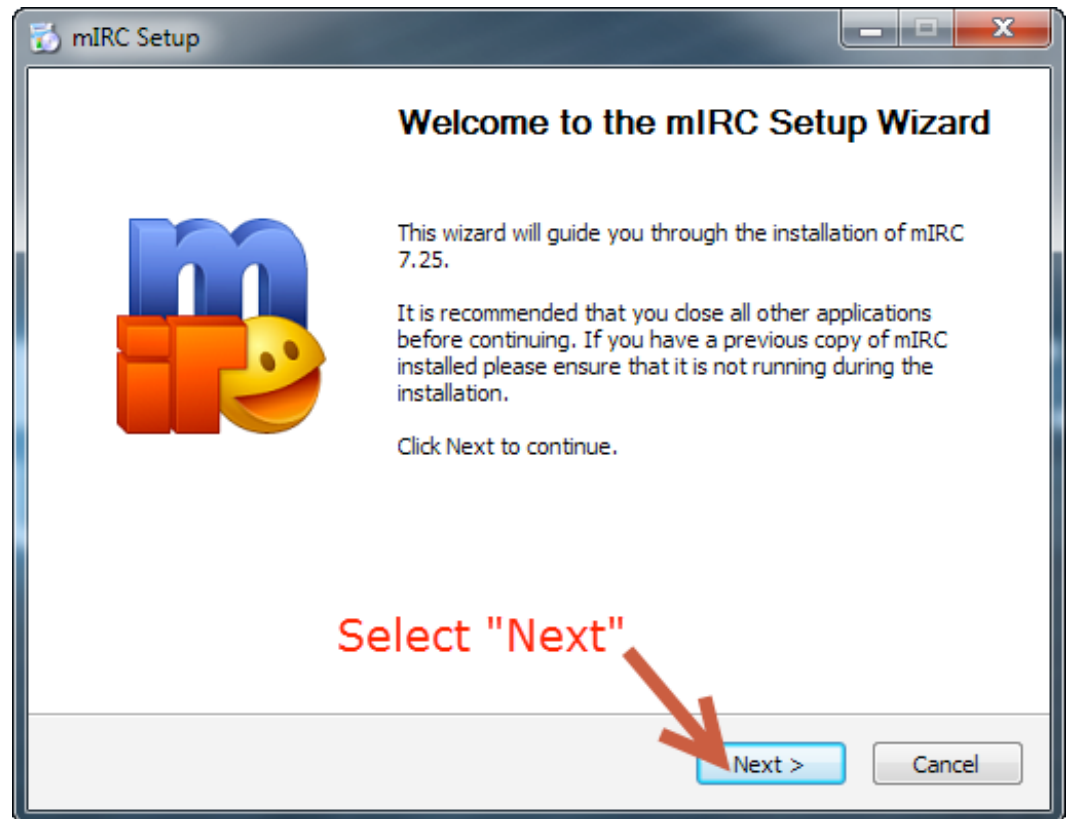 mIRC Setup
Welcome to the mIRC Setup Wizard
m
irc
This wizard will guide you through the installation of mIRC
7.25.
It is recommended that you close all other applications
before continuing. If you have a previous copy of mIRC
installed please ensure that it is not running during the
installation.
Click Next to continue.
Select "Next"
Next >
Cancel